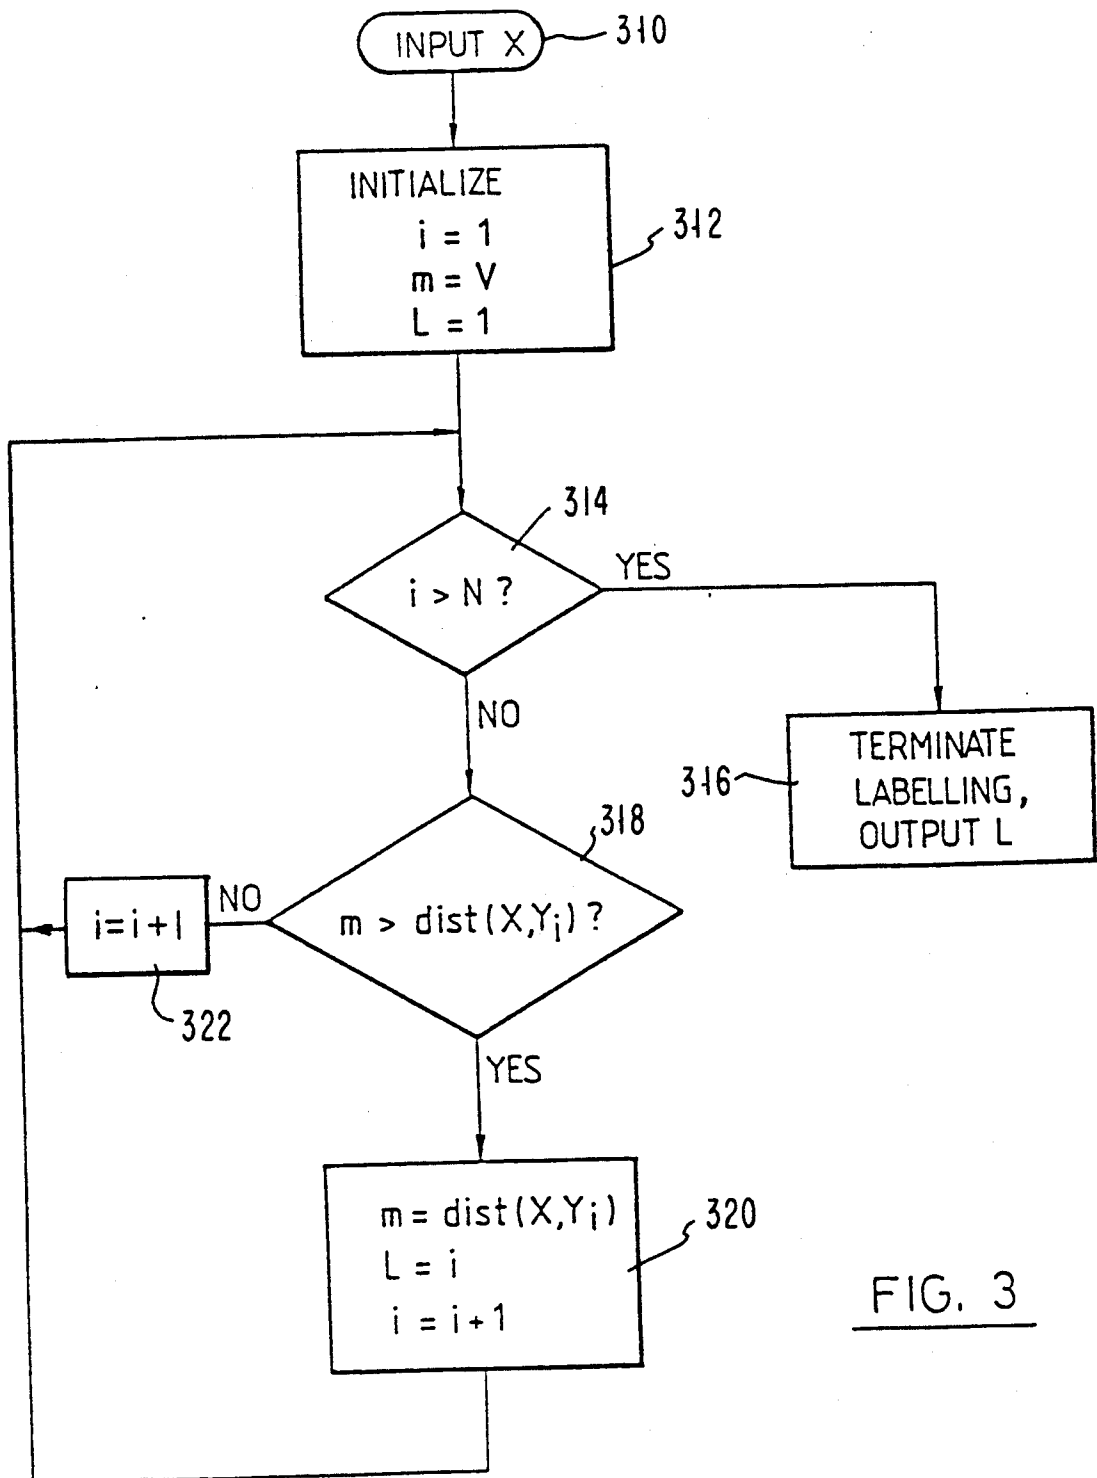 INPUT X
310
INITIALIZE
i = 1
m = V
L = 1
312
314
i > N ?
YES
NO
TERMINATE
LABELLING,
OUTPUT L
316
318
m > dist(X,Yi) ?
NO
i=i+1
322
YES
m = dist(X,Yi)
L = i
i = i+1
320
FIG. 3